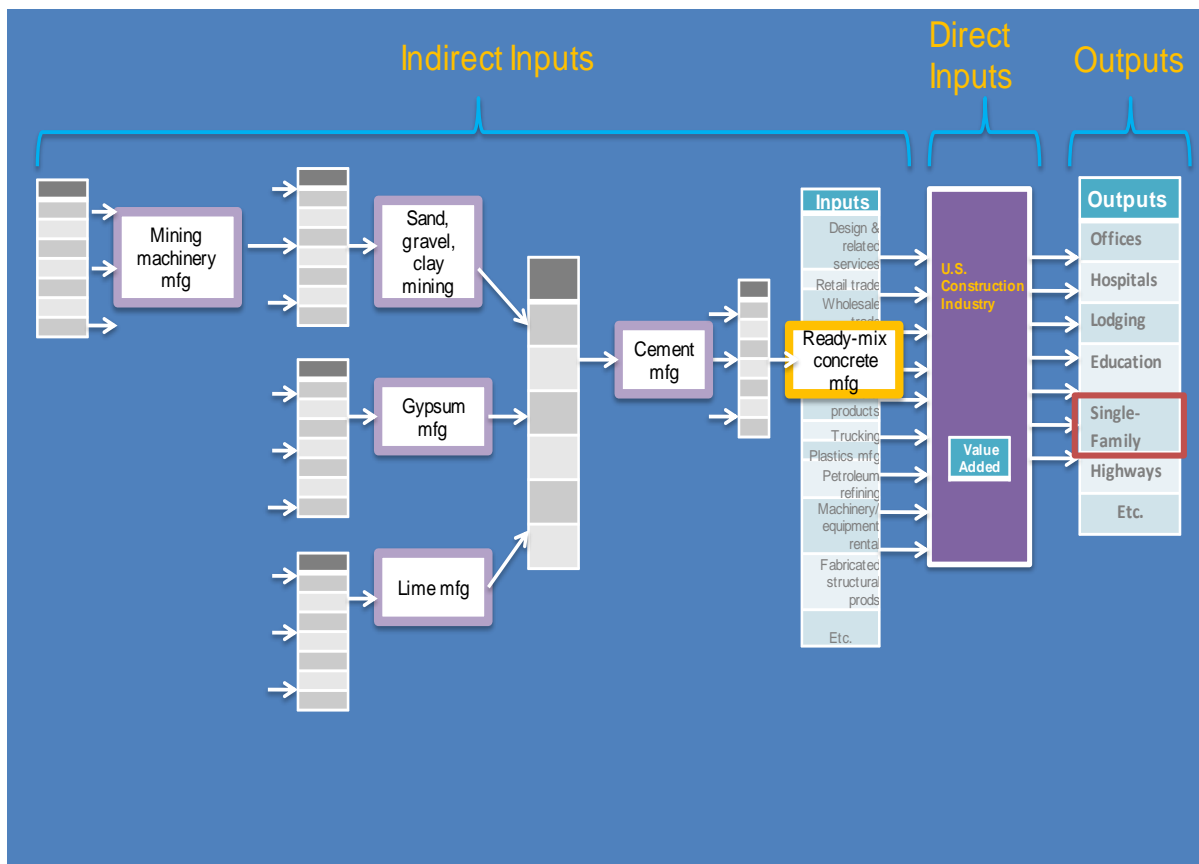 Indirect Inputs
Direct
Inputs
Outputs
Mining
machinery
mfg
Sand,
gravel,
clay
mining
Gypsum
mfg
Lime mfg
Cement
mfg
Inputs
Design &
related
services
Retail trade
Wholesale
trade
Ready-mix
concrete
mfg
products
Trucking
Plastics mfg
Petroleum
refining
Machinery/
equipment
rental
Fabricated
structural
prods
Etc.
U.S.
Construction
Industry
Value
Added
Outputs
Offices
Hospitals
Lodging
Education
Single-
Family
Highways
Etc.